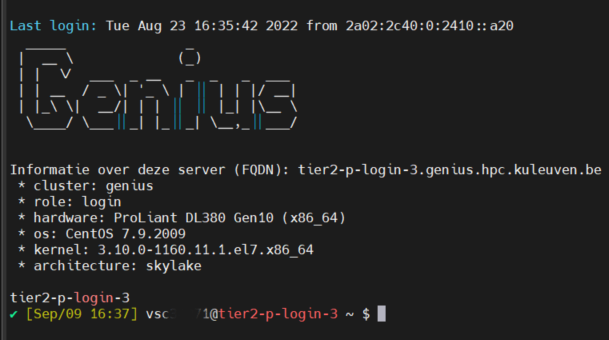 Last login: Tue Aug 23 16:35:42 2022 from 2a02:2c40:0:2410::a20
Genius
Informatie over deze server (FQDN): tier2-p-login-3.genius.hpc.kuleuven.be
* cluster: genius
* role: login
* hardware: ProLiant DL380 Gen10 (x86_64)
* os: CentOS 7.9.2009
* kernel: 3.10.0-1160.11.1.el7.x86_64
* architecture: skylake
tier2-p-login-3
✔ [Sep/09 16:37] @tier2-p-login-3 ~ $